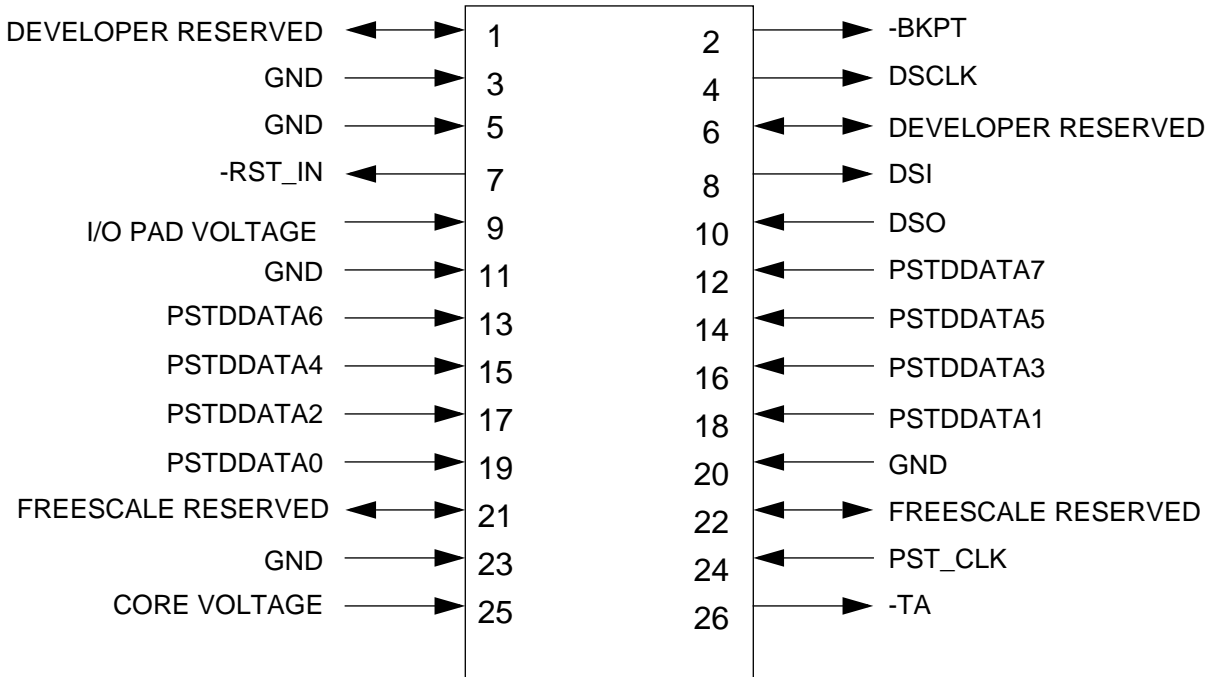 DEVELOPER RESERVED 1 2 -BKPT
GND 3 4 DSCLK
GND 5 6 DEVELOPER RESERVED
-RST_IN 7 8 DSI
I/O PAD VOLTAGE 9 10 DSO
GND 11 12 PSTDDATA7
PSTDDATA6 13 14 PSTDDATA5
PSTDDATA4 15 16 PSTDDATA3
PSTDDATA2 17 18 PSTDDATA1
PSTDDATA0 19 20 GND
FREESCALE RESERVED 21 22 FREESCALE RESERVED
GND 23 24 PST_CLK
CORE VOLTAGE 25 26 -TA